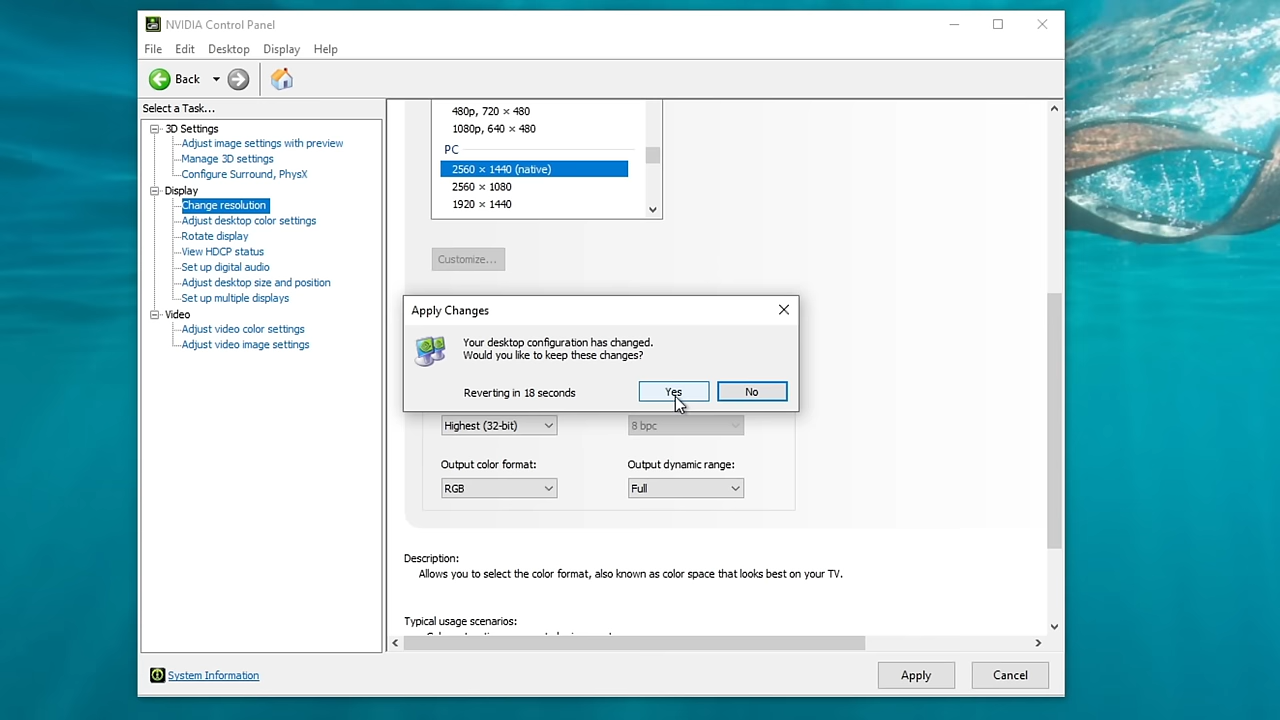 NVIDIA Control Panel
File Edit Desktop Display Help
Back
Select a Task...
3D Settings
Adjust image settings with preview
Manage 3D settings
Configure Surround, PhysX
Display
Change resolution
Adjust desktop color settings
Rotate display
View HDCP status
Set up digital audio
Adjust desktop size and position
Set up multiple displays
Video
Adjust video color settings
Adjust video image settings
480p, 720 × 480
1080p, 640 × 480
PC
2560 × 1440 (native)
2560 × 1080
1920 × 1440
Customize...
Apply Changes
Your desktop configuration has changed.
Would you like to keep these changes?
Reverting in 18 seconds
Yes
No
Highest (32-bit)
8 bpc
Output color format:
Output dynamic range:
RGB
Full
Description:
Allows you to select the color format, also known as color space that looks best on your TV.
Typical usage scenarios:
System Information
Apply
Cancel